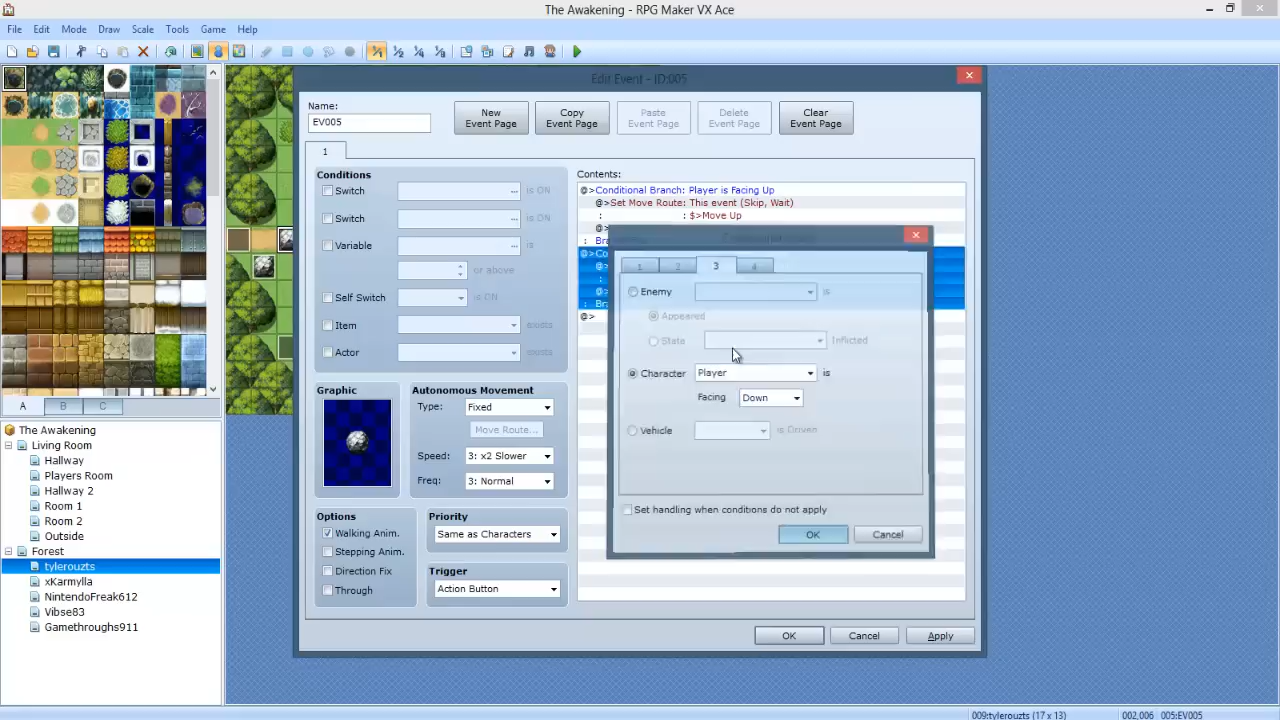 The Awakening - RPG Maker VX Ace
File Edit Mode Draw Scale Tools Game Help
Edit Event - ID:005
Name:
EV005
New Event Page
Copy Event Page
Paste Event Page
Delete Event Page
Clear Event Page
1
Conditions
Switch ... is ON
Switch ... is ON
Variable ... is
or above
Self Switch is ON
Item exists
Actor exists
Graphic
Autonomous Movement
Type: Fixed
Move Route...
Speed: 3: x2 Slower
Freq: 3: Normal
Options
Walking Anim.
Stepping Anim.
Direction Fix
Through
Priority
Same as Characters
Trigger
Action Button
Contents:
@>Conditional Branch: Player is Facing Up
@>Set Move Route: This event (Skip, Wait)
: : $>Move Up
@>
: Bra
@>Co
@>
:
@>
: Bra
@>
1 2 3 4
Enemy is
Appeared
State Inflicted
Character Player is
Facing Down
Vehicle is Driven
Set handling when conditions do not apply
OK Cancel
OK Cancel Apply
A B C
The Awakening
Living Room
Hallway
Players Room
Hallway 2
Room 1
Room 2
Outside
Forest
tylerouzts
xKarmylla
NintendoFreak612
Vibse83
Gamethroughs911
009:tylerouzts (17 x 13) 002,006 005:EV005